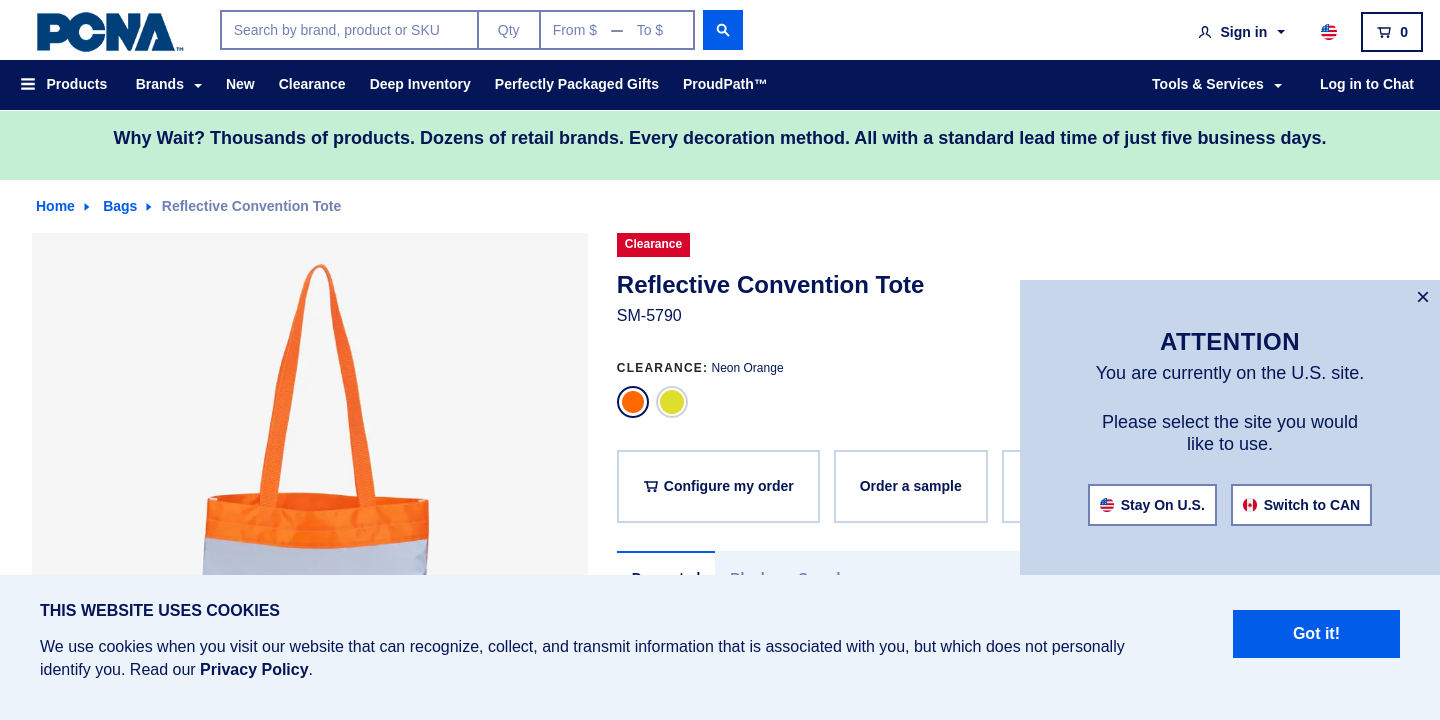 PCNA™
Search by brand, product or SKU
Qty
From $ — To $
Sign in
0
Products
Brands
New
Clearance
Deep Inventory
Perfectly Packaged Gifts
ProudPath™
Tools & Services
Log in to Chat
Why Wait? Thousands of products. Dozens of retail brands. Every decoration method. All with a standard lead time of just five business days.
Home
Bags
Reflective Convention Tote
Clearance
Reflective Convention Tote
SM-5790
CLEARANCE: Neon Orange
Configure my order
Order a sample
×
ATTENTION
You are currently on the U.S. site.
Please select the site you would
like to use.
Stay On U.S.
Switch to CAN
THIS WEBSITE USES COOKIES
We use cookies when you visit our website that can recognize, collect, and transmit information that is associated with you, but which does not personally
identify you. Read our Privacy Policy.
Got it!